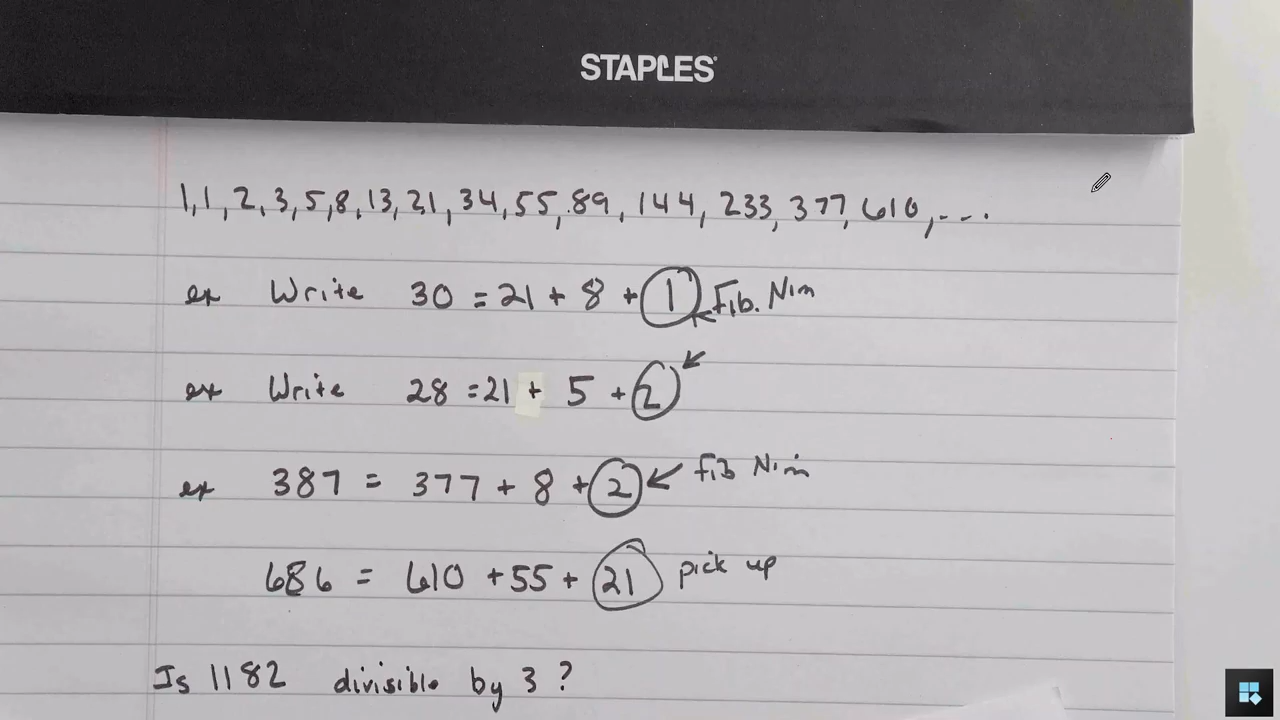 STAPLES
1, 1, 2, 3, 5, 8, 13, 21, 34, 55, 89, 144, 233, 377, 610, ...
ex Write 30 = 21 + 8 + 1 Fib. Nim
ex Write 28 = 21 + 5 + 2
ex 387 = 377 + 8 + 2 Fib Nim
686 = 610 + 55 + 21 pick up
Is 1182 divisible by 3 ?